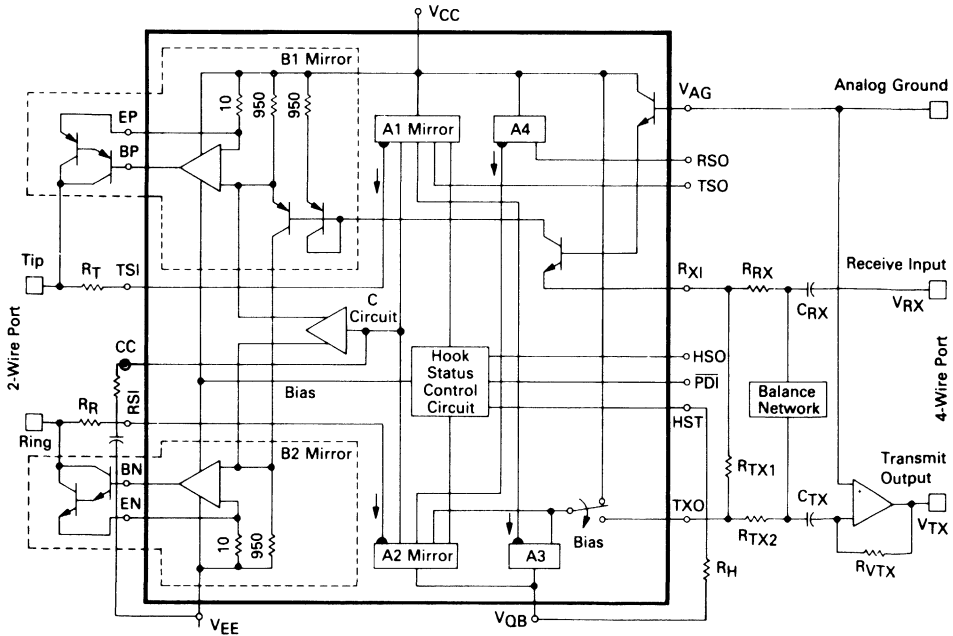 VCC
B1 Mirror
VAG
Analog Ground
10
950
950
EP
A1 Mirror
A4
BP
RSO
TSO
Tip
RT
TSI
RXI
RRX
Receive Input
C
Circuit
CRX
VRX
2-Wire Port
CC
Hook
Status
Control
Circuit
HSO
PDI
HST
Balance
Network
4-Wire Port
RSI
Bias
RR
Ring
B2 Mirror
BN
EN
RTX1
Transmit
Output
TXO
CTX
VTX
10
950
Bias
RTX2
A2 Mirror
A3
RH
RVTX
VEE
VQB